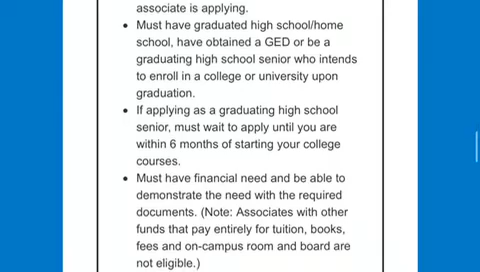 associate is applying.
Must have graduated high school/home
school, have obtained a GED or be a
graduating high school senior who intends
to enroll in a college or university upon
graduation.
If applying as a graduating high school
senior, must wait to apply until you are
within 6 months of starting your college
courses.
Must have financial need and be able to
demonstrate the need with the required
documents. (Note: Associates with other
funds that pay entirely for tuition, books,
fees and on-campus room and board are
not eligible.)